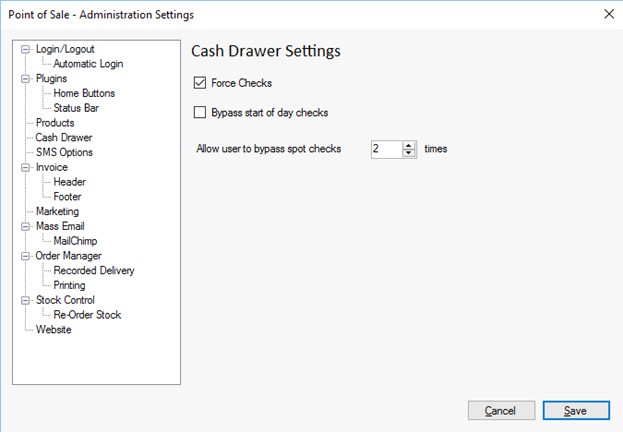 Point of Sale - Administration Settings
Login/Logout
Automatic Login
Plugins
Home Buttons
Status Bar
Products
Cash Drawer
SMS Options
Invoice
Header
Footer
Marketing
Mass Email
MailChimp
Order Manager
Recorded Delivery
Printing
Stock Control
Re-Order Stock
Website
Cash Drawer Settings
Force Checks
Bypass start of day checks
Allow user to bypass spot checks 2 times
Cancel Save